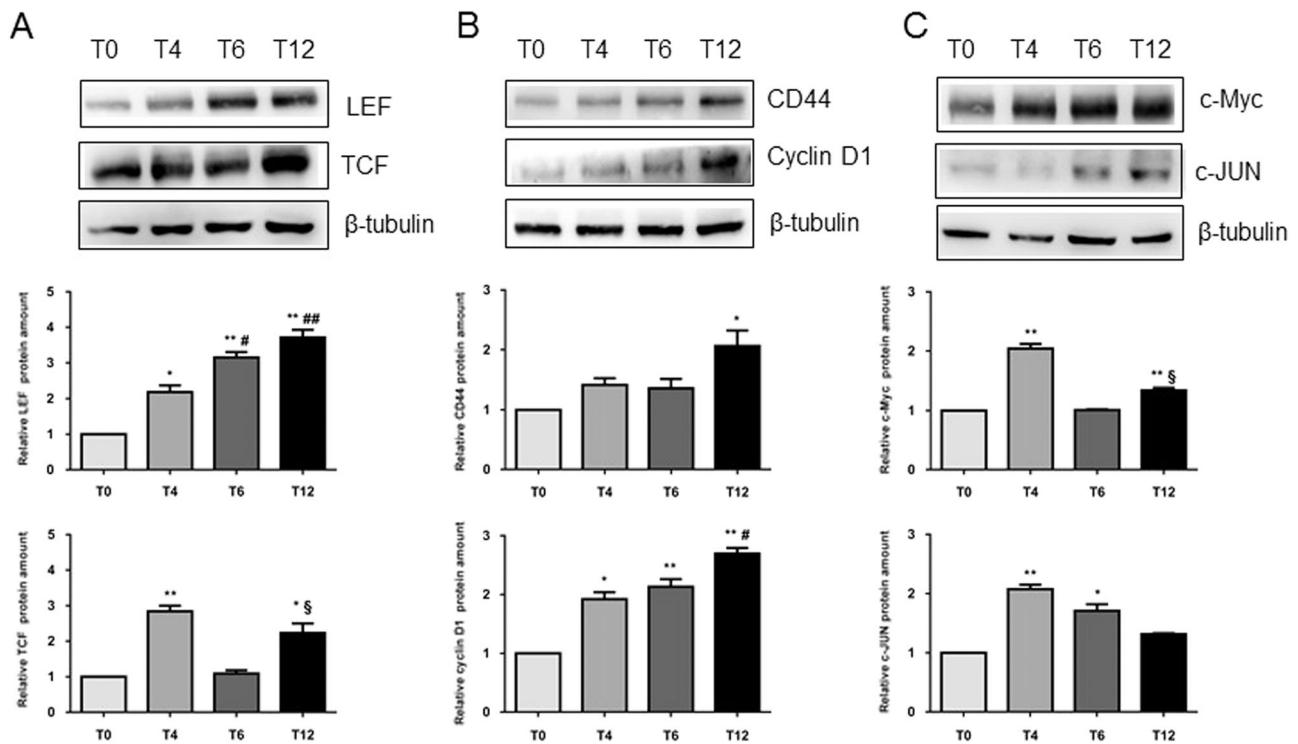 A
T0 T4 T6 T12
LEF
TCF
β-tubulin
B
T0 T4 T6 T12
CD44
Cyclin D1
β-tubulin
C
T0 T4 T6 T12
c-Myc
c-JUN
β-tubulin
Relative LEF protein amount
5
4
3
2
1
0
*
** #
** ##
T0 T4 T6 T12
Relative CD44 protein amount
3
2
1
0
*
T0 T4 T6 T12
Relative c-Myc protein amount
3
2
1
0
**
** §
T0 T4 T6 T12
Relative TCF protein amount
5
4
3
2
1
0
**
* §
T0 T4 T6 T12
Relative cyclin D1 protein amount
3
2
1
0
*
**
** #
T0 T4 T6 T12
Relative c-JUN protein amount
3
2
1
0
**
*
T0 T4 T6 T12